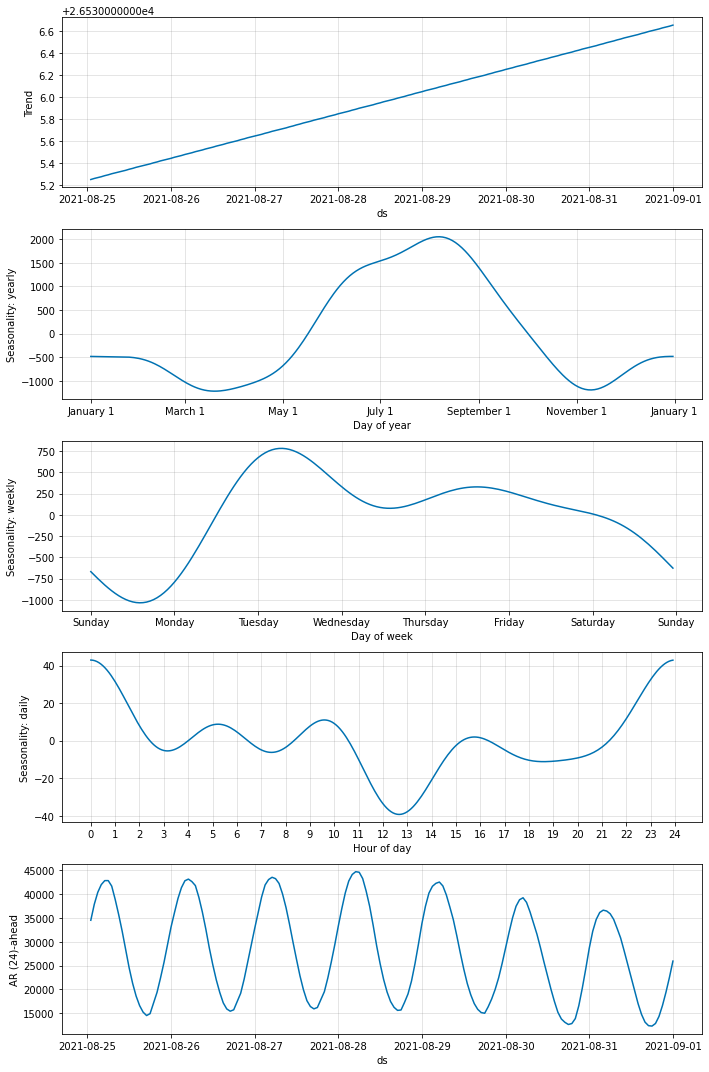 +2.6530000000e4
6.6
6.4
6.2
6.0
5.8
5.6
5.4
5.2
Trend
2021-08-25 2021-08-26 2021-08-27 2021-08-28 2021-08-29 2021-08-30 2021-08-31 2021-09-01
ds
2000
1500
1000
500
0
−500
−1000
Seasonality: yearly
January 1 March 1 May 1 July 1 September 1 November 1 January 1
Day of year
750
500
250
0
−250
−500
−750
−1000
Seasonality: weekly
Sunday Monday Tuesday Wednesday Thursday Friday Saturday Sunday
Day of week
40
20
0
−20
−40
Seasonality: daily
0 1 2 3 4 5 6 7 8 9 10 11 12 13 14 15 16 17 18 19 20 21 22 23 24
Hour of day
45000
40000
35000
30000
25000
20000
15000
AR (24)-ahead
2021-08-25 2021-08-26 2021-08-27 2021-08-28 2021-08-29 2021-08-30 2021-08-31 2021-09-01
ds